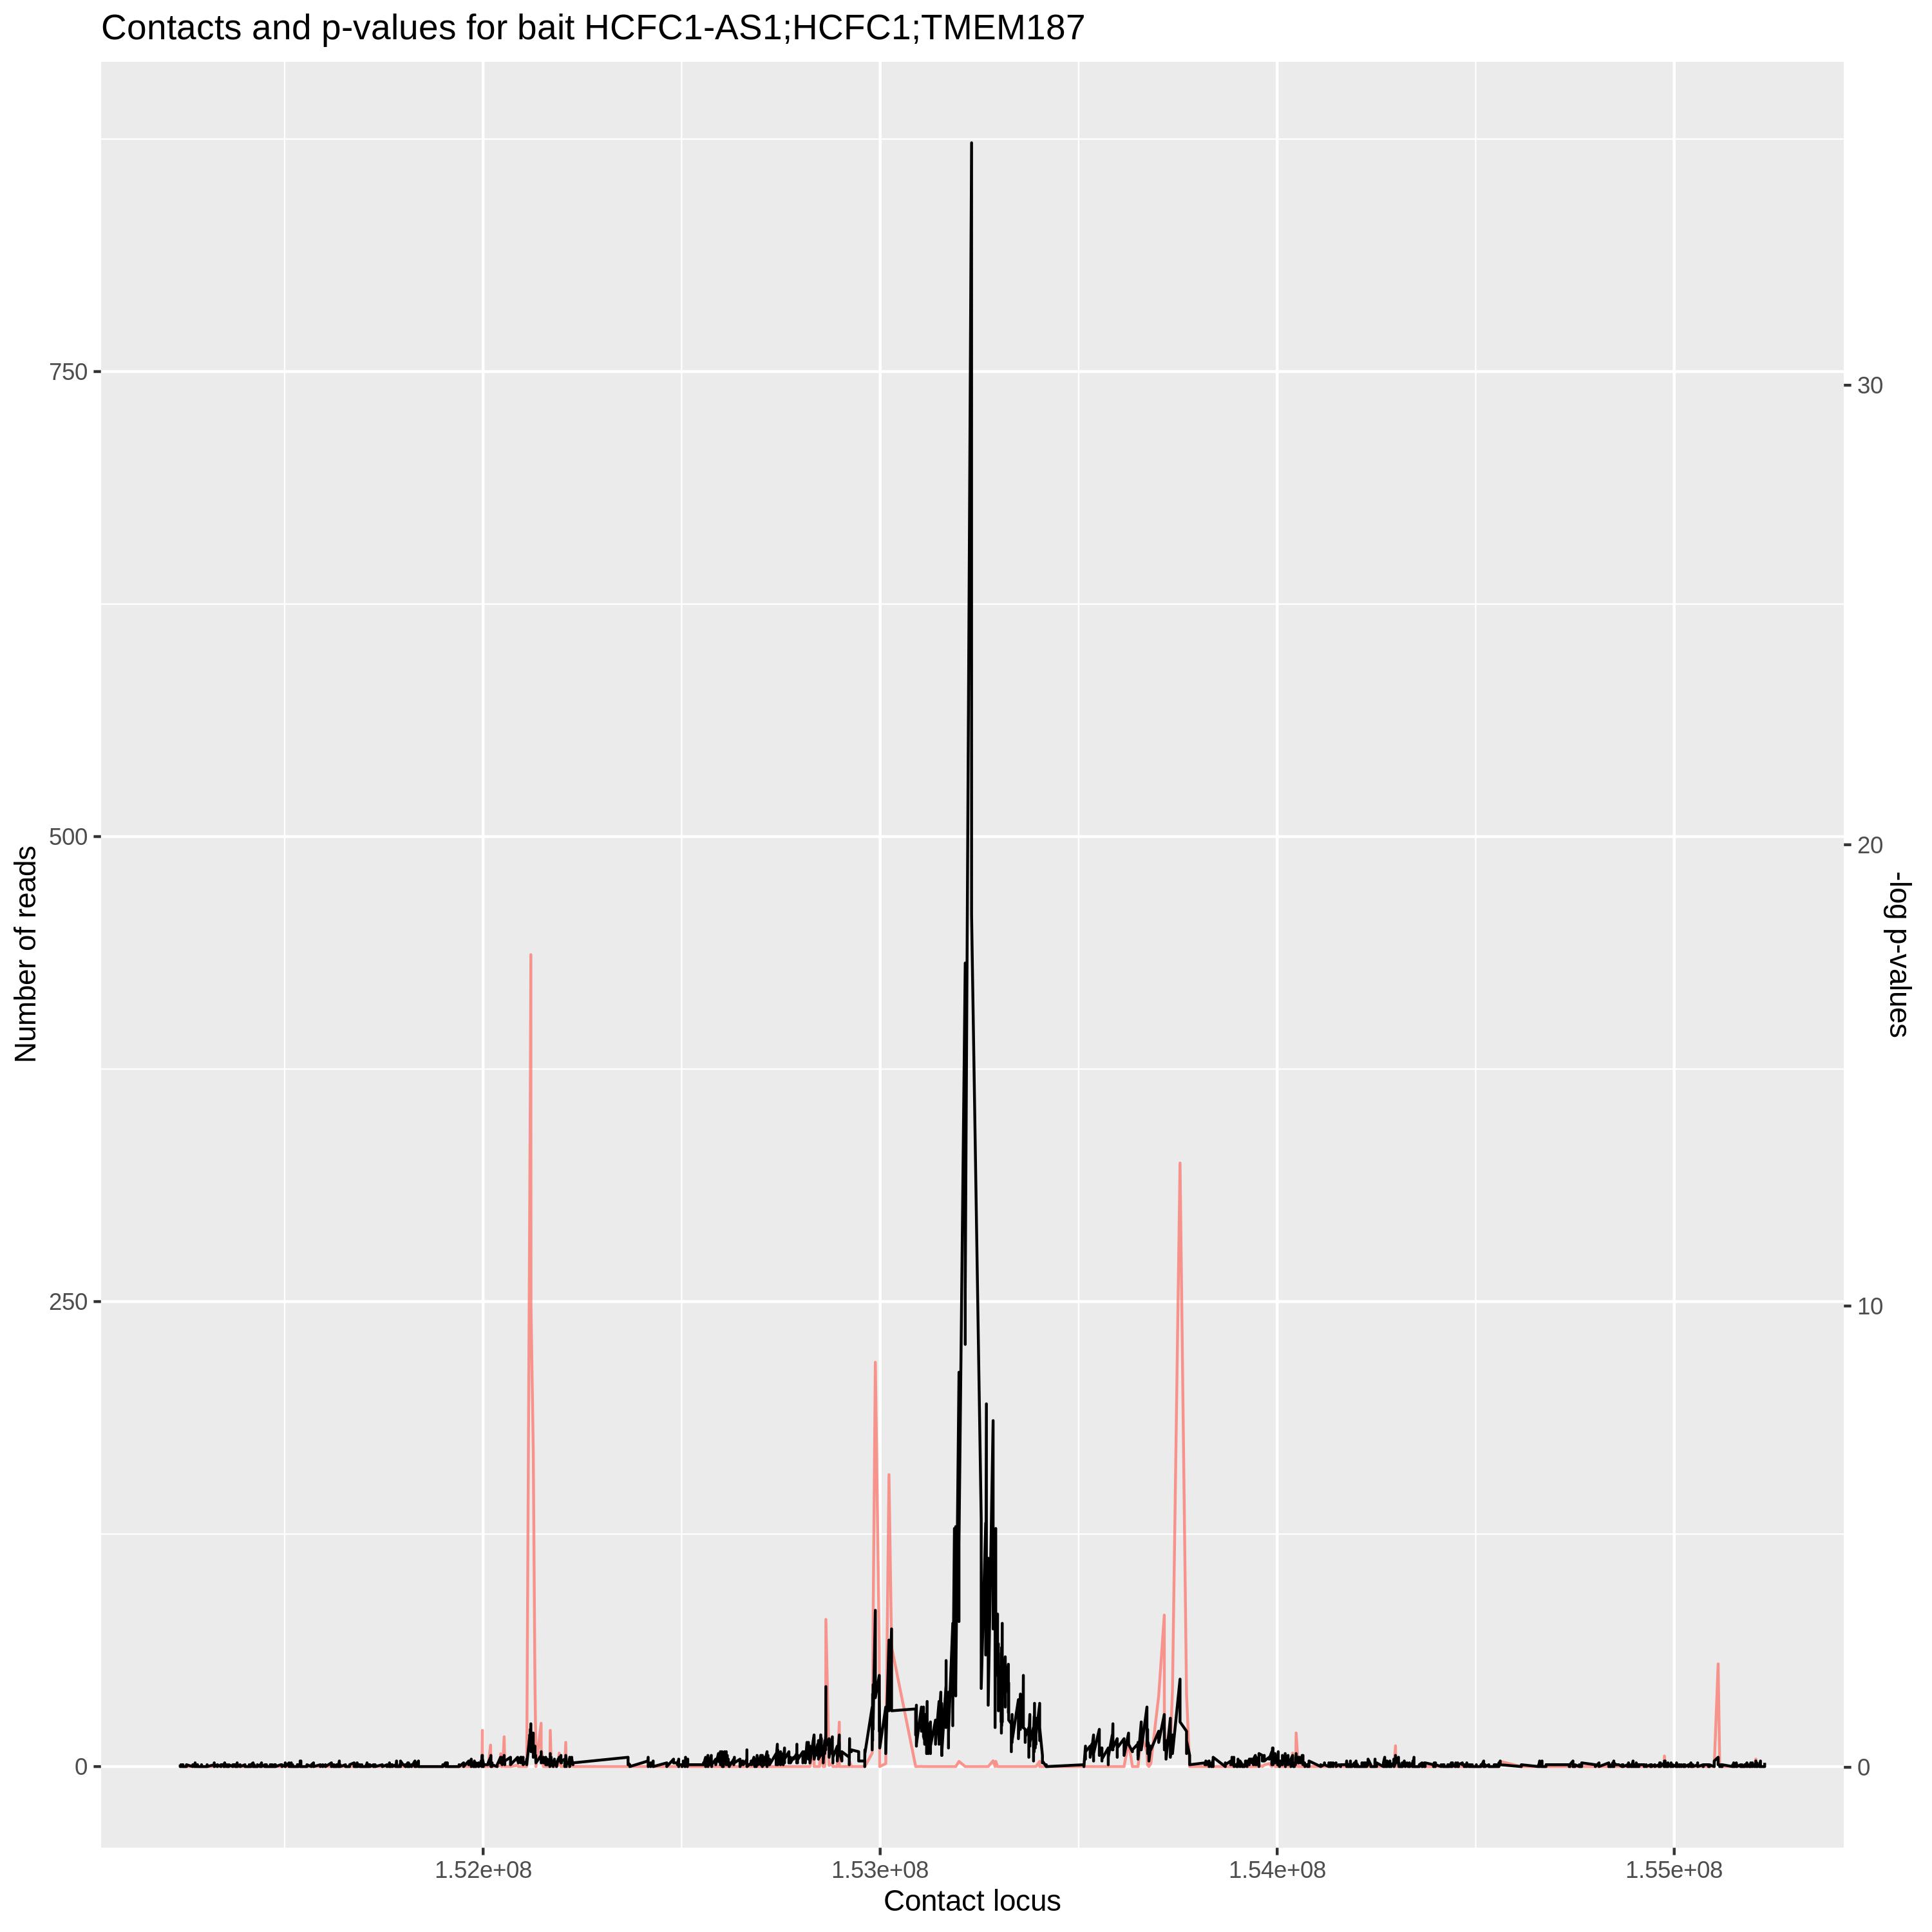 Contacts and p-values for bait HCFC1-AS1;HCFC1;TMEM187
750
500
250
0
Number of reads
30
20
10
0
-log p-values
1.52e+08 1.53e+08 1.54e+08 1.55e+08
Contact locus